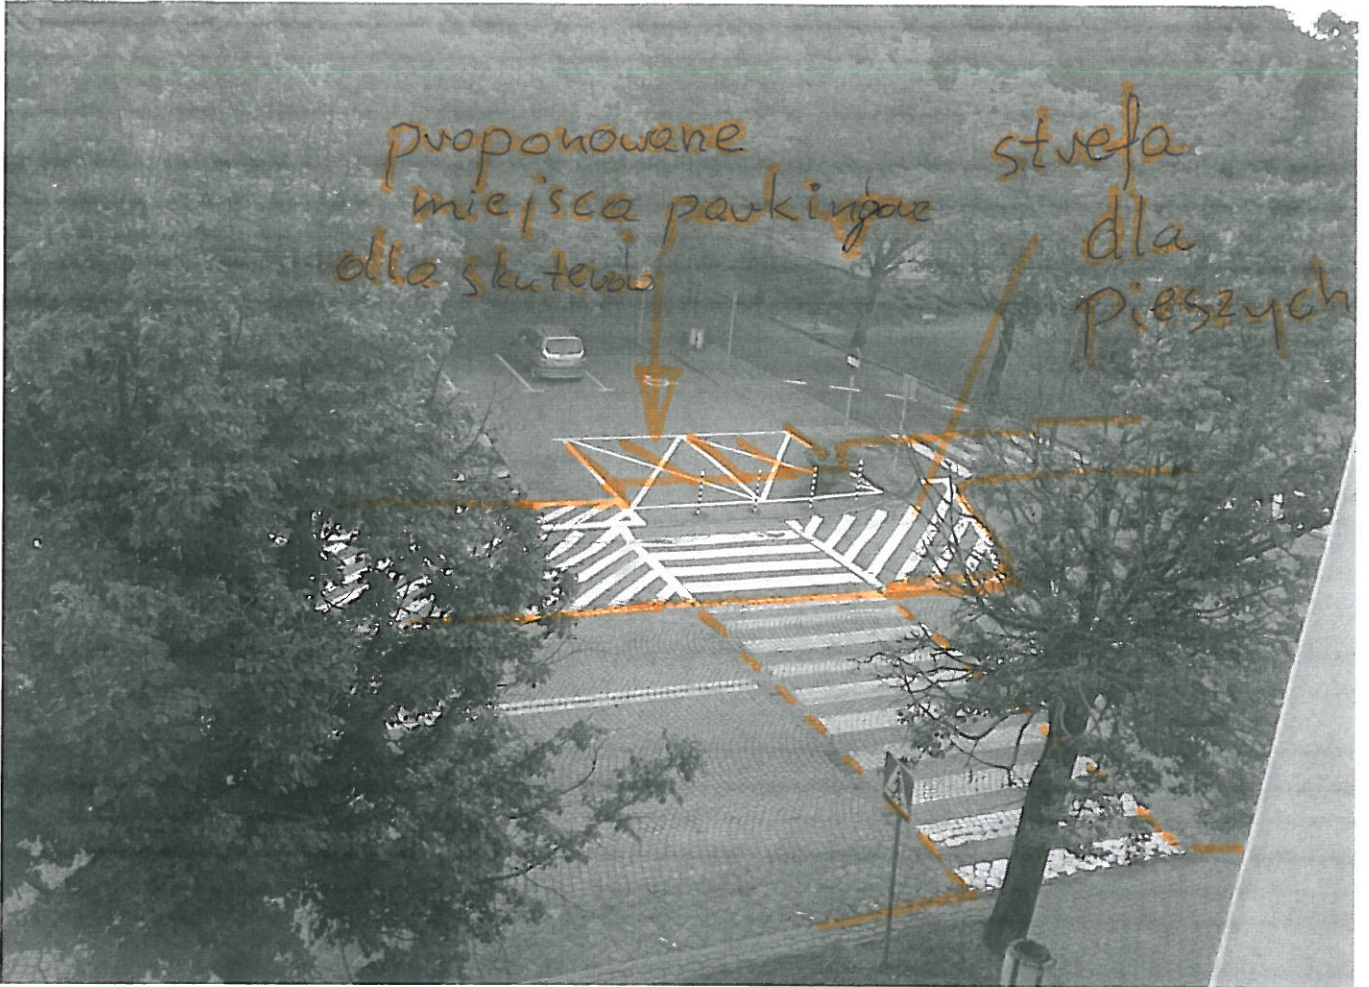 proponowane
miejsca parkingowe
dla skuterów
strefa
dla
pieszych